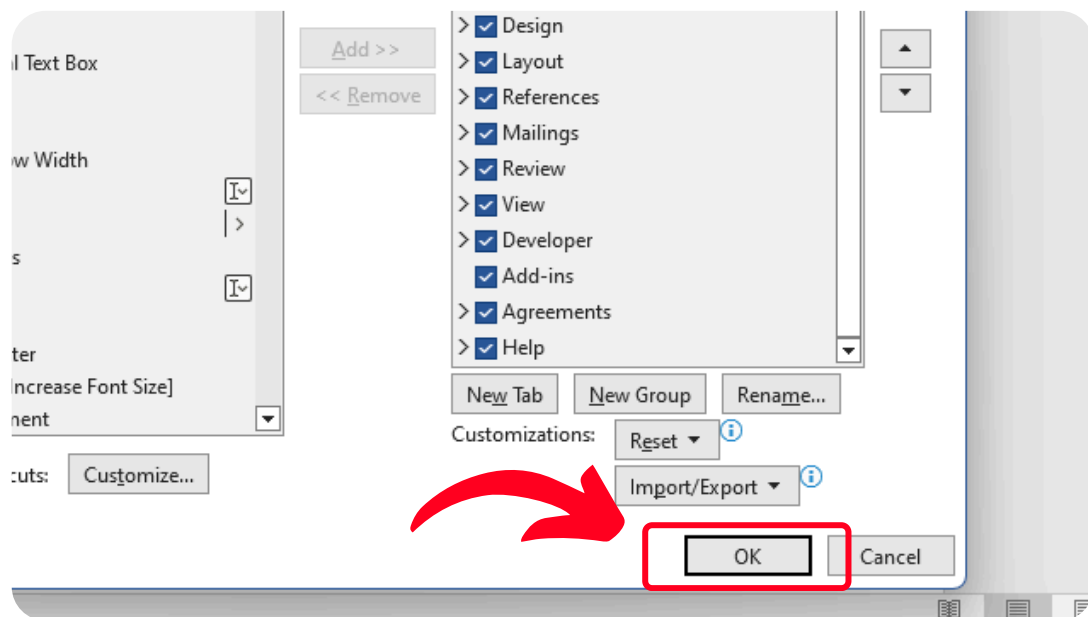 Design
Add >>
l Text Box
Layout
<< Remove
References
Mailings
w Width
Review
View
Developer
s
Add-ins
Agreements
ter
Help
Increase Font Size]
New Tab
New Group
Rename...
nent
Customizations:
Reset
cuts:
Customize...
Import/Export
OK
Cancel